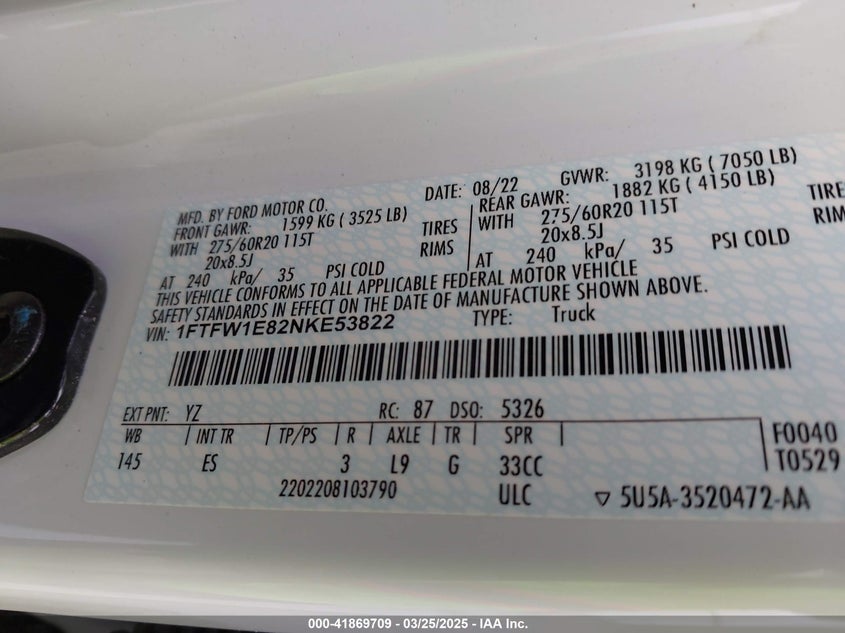 MFD. BY FORD MOTOR CO. DATE: 08/22 GVWR: 3198 KG ( 7050 LB)
FRONT GAWR: 1599 KG ( 3525 LB) REAR GAWR: 1882 KG ( 4150 LB)
WITH 275/60R20 115T TIRES WITH 275/60R20 115T TIRES
20x8.5J RIMS 20x8.5J RIM
AT 240 kPa/ 35 PSI COLD AT 240 kPa/ 35 PSI COLD
THIS VEHICLE CONFORMS TO ALL APPLICABLE FEDERAL MOTOR VEHICLE
SAFETY STANDARDS IN EFFECT ON THE DATE OF MANUFACTURE SHOWN ABOVE.
VIN: 1FTFW1E82NKE53822 TYPE: Truck
EXT PNT: YZ RC: 87 DSO: 5326
WB INT TR TP/PS R AXLE TR SPR F0040
145 ES 3 L9 G 33CC T0529
2202208103790 ULC ▽ 5U5A-3520472-AA
000-41869709 - 03/25/2025 - IAA Inc.